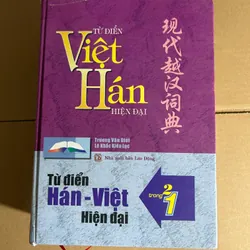 TỪ ĐIỂN
Việt
Hán
HIỆN ĐẠI
现代越汉词典
Trương Văn Giới
Lê Khắc Kiều Lục
Nhà xuất bản Lao Động
Từ điển
Hán - Việt
Hiện đại
2 trong 1